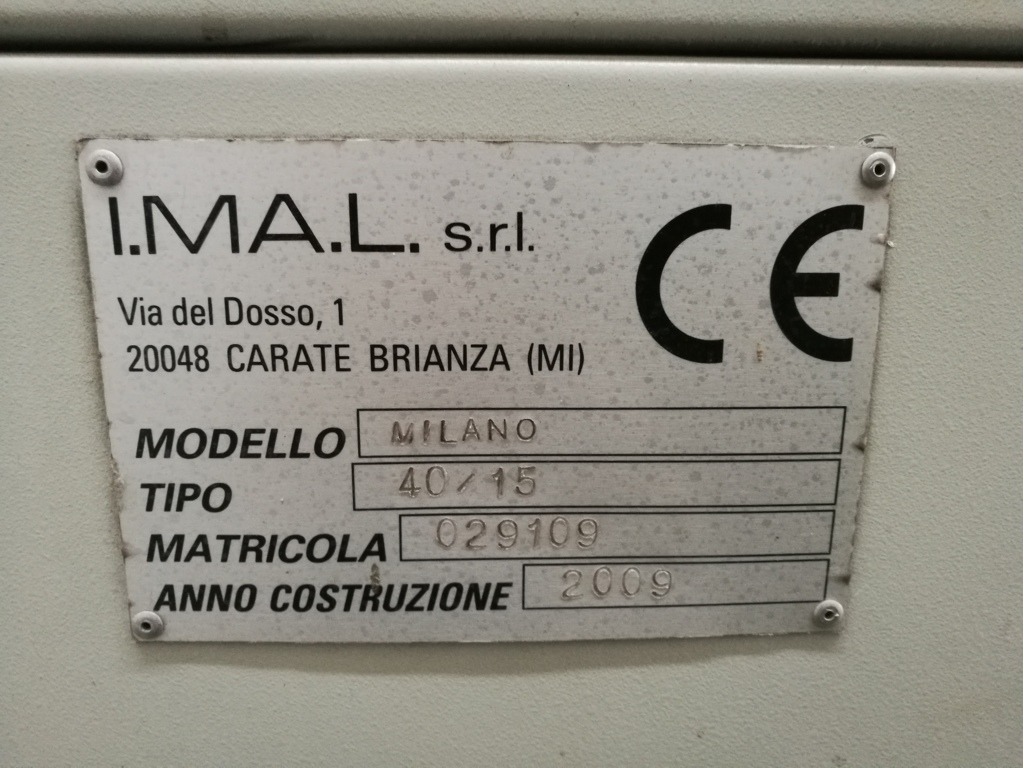 I.MA.L. s.r.l.
CE
Via del Dosso, 1
20048 CARATE BRIANZA (MI)
MODELLO MILANO
TIPO 40/15
MATRICOLA 029109
ANNO COSTRUZIONE 2009